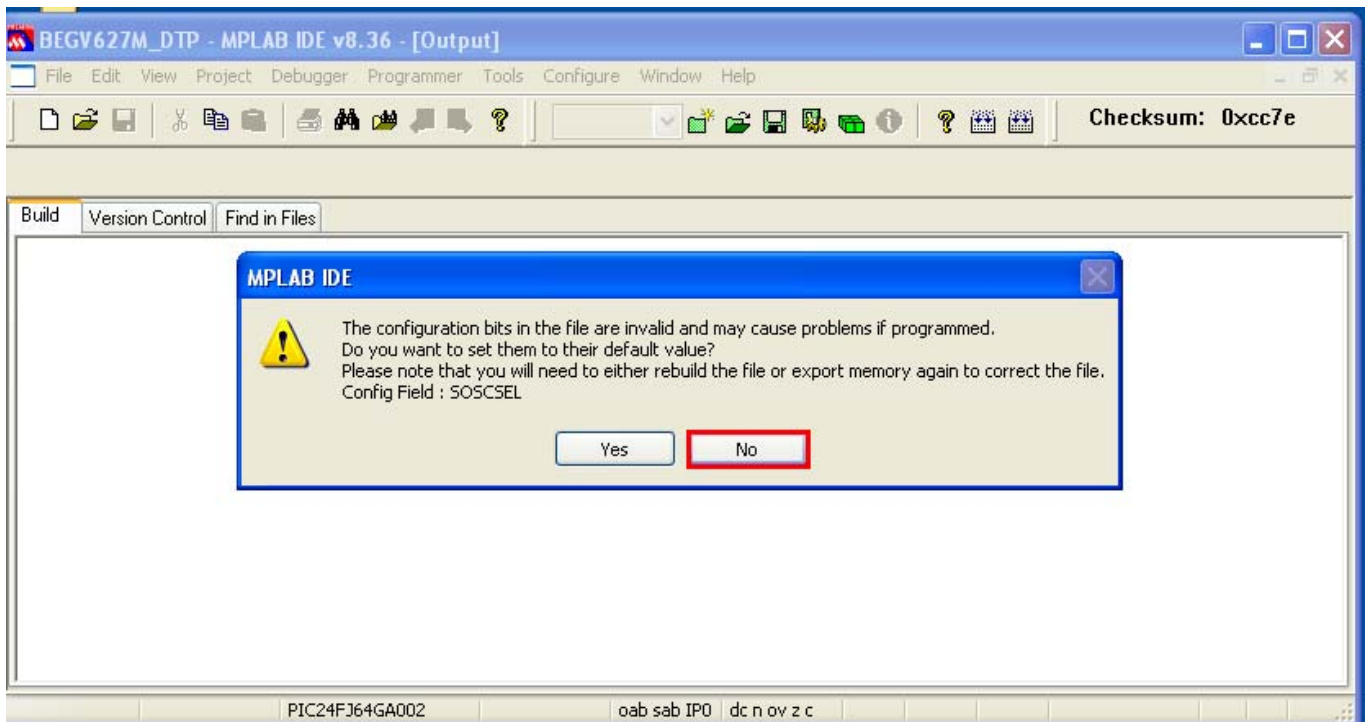 BEGV627M_DTP - MPLAB IDE v8.36 - [Output]
File Edit View Project Debugger Programmer Tools Configure Window Help
Checksum: 0xcc7e
Build Version Control Find in Files
MPLAB IDE
The configuration bits in the file are invalid and may cause problems if programmed.
Do you want to set them to their default value?
Please note that you will need to either rebuild the file or export memory again to correct the file.
Config Field : SOSCSEL
Yes No
PIC24FJ64GA002 oab sab IP0 dc n ov z c